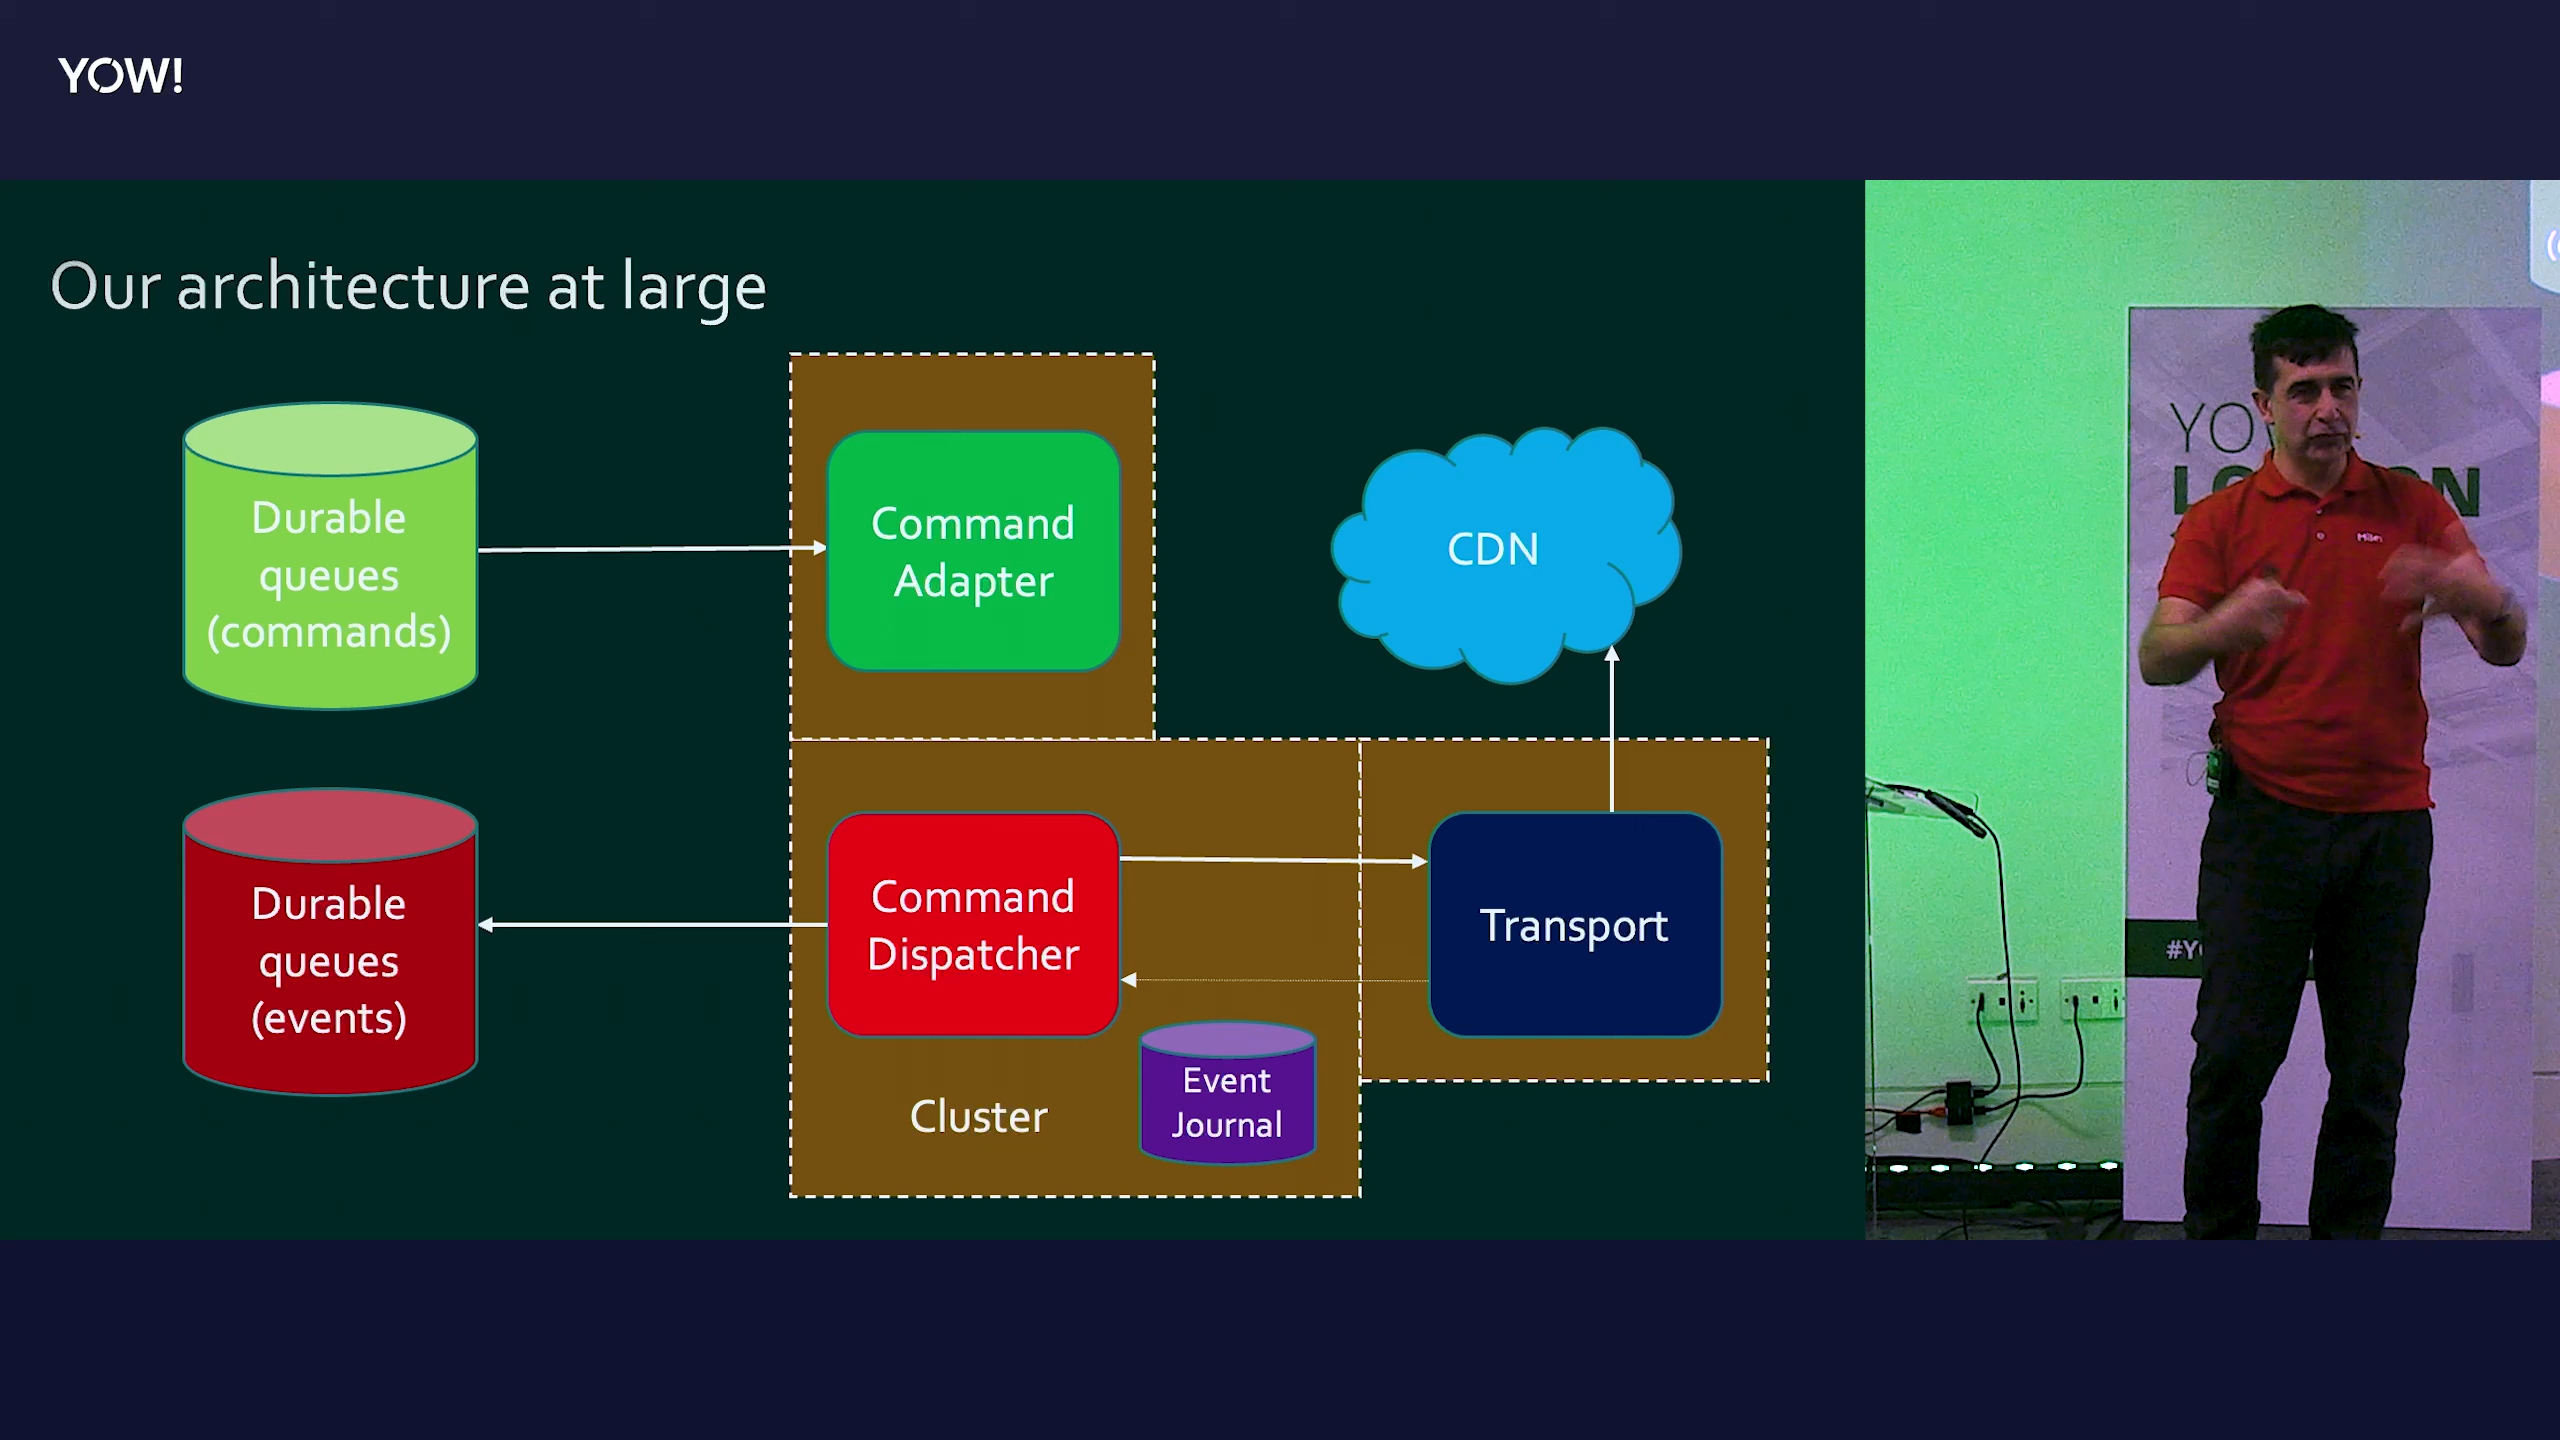 YOW!
Our architecture at large
Durable
queues
(commands)
Command
Adapter
CDN
Durable
queues
(events)
Command
Dispatcher
Transport
Cluster
Event
Journal